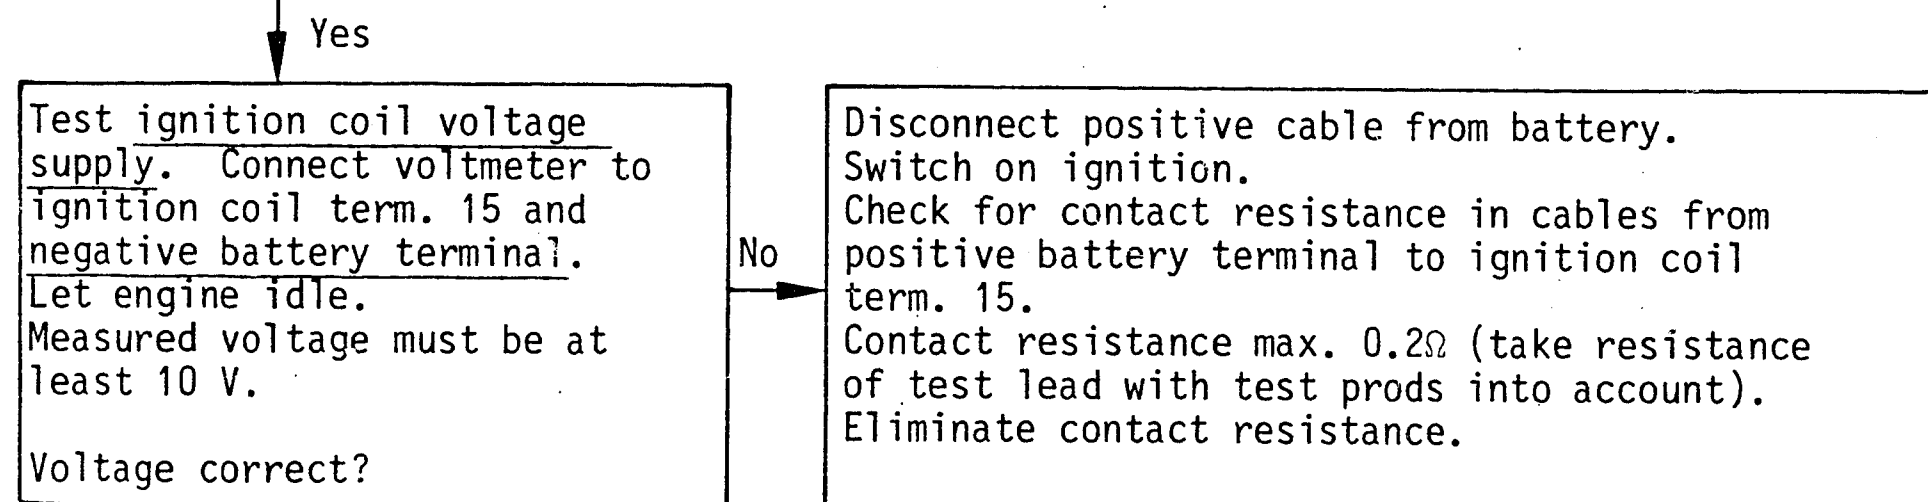 Yes
Test ignition coil voltage
supply. Connect voltmeter to
ignition coil term. 15 and
negative battery terminal.
Let engine idle.
Measured voltage must be at
least 10 V.
Voltage correct?
No
Disconnect positive cable from battery.
Switch on ignition.
Check for contact resistance in cables from
positive battery terminal to ignition coil
term. 15.
Contact resistance max. 0.2Ω (take resistance
of test lead with test prods into account).
Eliminate contact resistance.